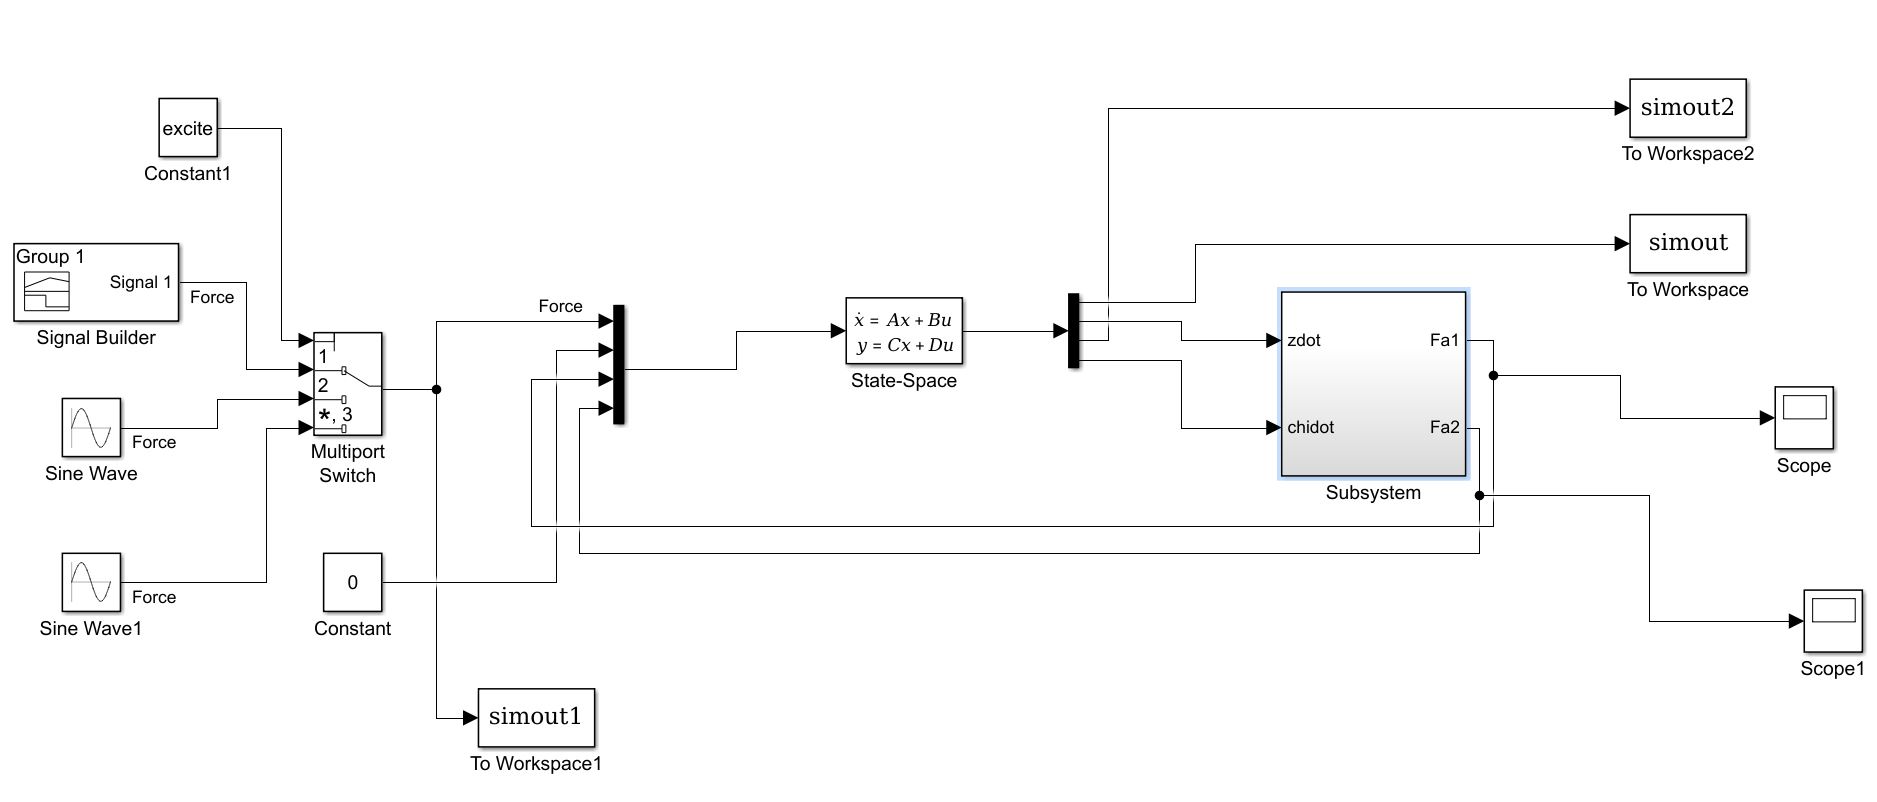 excite
Constant1
Group 1
Signal 1
Force
Signal Builder
1
2
*, 3
Multiport
Switch
Force
Sine Wave
Force
Sine Wave1
0
Constant
Force
simout1
To Workspace1
ẋ = Ax + Bu
y = Cx + Du
State-Space
simout2
To Workspace2
simout
To Workspace
zdot
Fa1
chidot
Fa2
Subsystem
Scope
Scope1